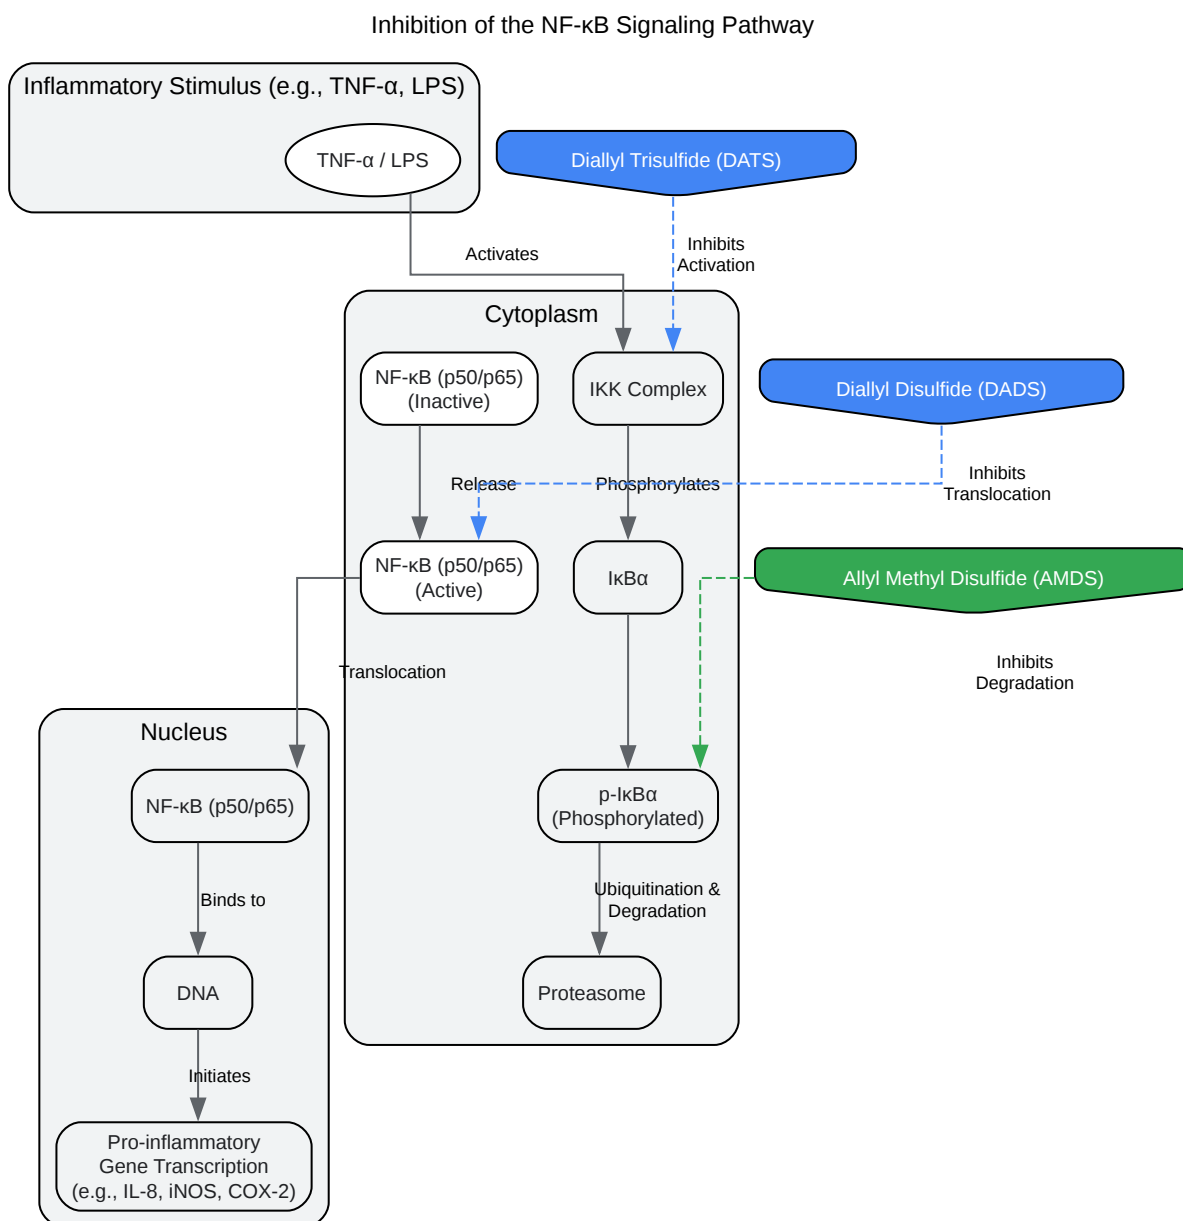 Inhibition of the NF-κB Signaling Pathway
Inflammatory Stimulus (e.g., TNF-α, LPS)
TNF-α / LPS
Diallyl Trisulfide (DATS)
Activates
Inhibits
Activation
Cytoplasm
NF-κB (p50/p65)
(Inactive)
IKK Complex
Diallyl Disulfide (DADS)
Release
Phosphorylates
Inhibits
Translocation
NF-κB (p50/p65)
(Active)
IκBα
Allyl Methyl Disulfide (AMDS)
Translocation
Inhibits
Degradation
Nucleus
NF-κB (p50/p65)
p-IκBα
(Phosphorylated)
Binds to
Ubiquitination &
Degradation
DNA
Proteasome
Initiates
Pro-inflammatory
Gene Transcription
(e.g., IL-8, iNOS, COX-2)